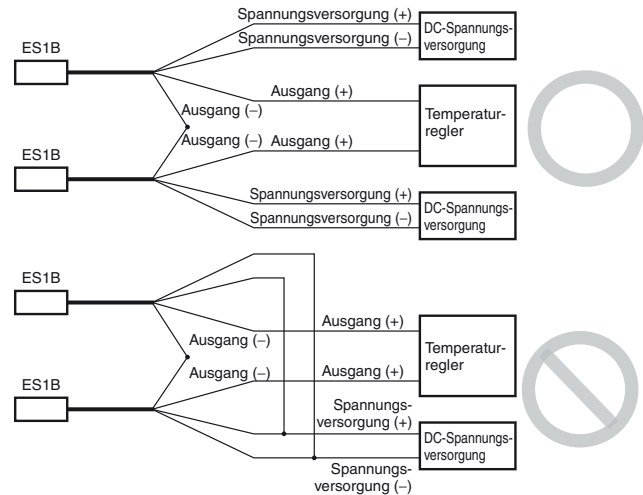 Spannungsversorgung (+)
Spannungsversorgung (–)
DC-Spannungs-
versorgung
ES1B
Ausgang (+)
Ausgang (–)
Temperatur-
regler
Ausgang (–)
Ausgang (+)
ES1B
Spannungsversorgung (+)
Spannungsversorgung (–)
DC-Spannungs-
versorgung
ES1B
Ausgang (+)
Ausgang (–)
Temperatur-
regler
Ausgang (–)
Ausgang (+)
ES1B
Spannungs-
versorgung (+)
DC-Spannungs-
versorgung
Spannungs-
versorgung (–)